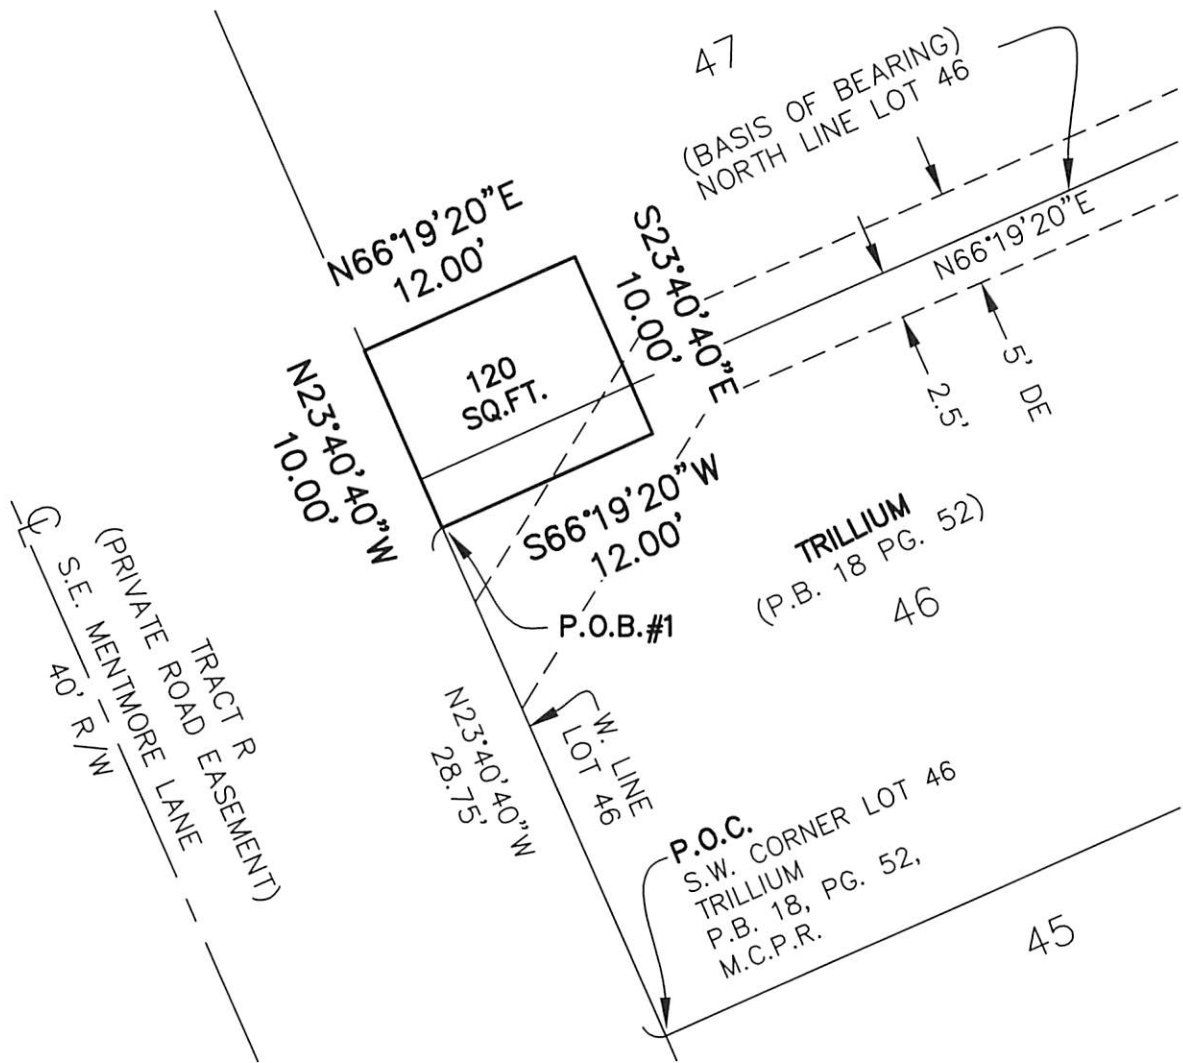 47
(BASIS OF BEARING)
NORTH LINE LOT 46
N66°19'20"E
12.00'
S23°40'40"E
10.00'
N66°19'20"E
120
SQ.FT.
N23°40'40"W
10.00'
5' DE
2.5'
S66°19'20"W
12.00'
TRILLIUM
(P.B. 18 PG. 52)
46
P.O.B.#1
℄
S.E. MENTMORE LANE
40' R/W
TRACT R
(PRIVATE ROAD EASEMENT)
N23°40'40"W
28.75'
W. LINE
LOT 46
P.O.C.
S.W. CORNER LOT 46
TRILLIUM
P.B. 18, PG. 52,
M.C.P.R.
45